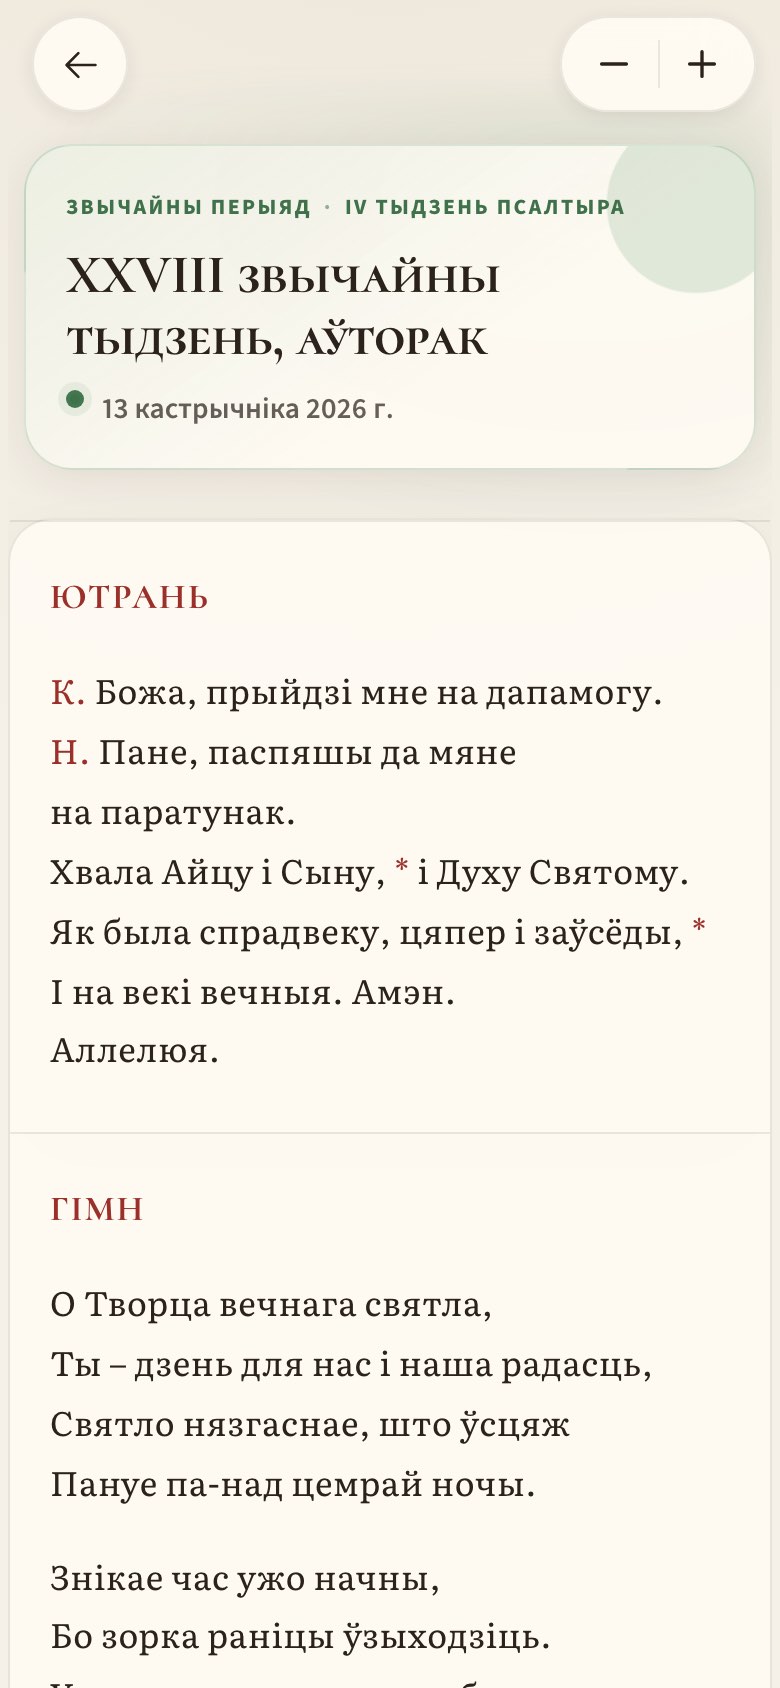 ЗВЫЧАЙНЫ ПЕРЫЯД · IV ТЫДЗЕНЬ ПСАЛТЫРА
XXVIII ЗВЫЧАЙНЫ
ТЫДЗЕНЬ, АЎТОРАК
13 кастрычніка 2026 г.
ЮТРАНЬ
К. Божа, прыйдзі мне на дапамогу.
Н. Пане, паспяшы да мяне
на паратунак.
Хвала Айцу і Сыну, * і Духу Святому.
Як была спрадвеку, цяпер і заўсёды, *
І на векі вечныя. Амэн.
Аллелюя.
ГІМН
О Творца вечнага святла,
Ты – дзень для нас і наша радасць,
Святло нязгаснае, што ўсцяж
Пануе па-над цемрай ночы.
Знікае час ужо начны,
Бо зорка раніцы ўзыходзіць.